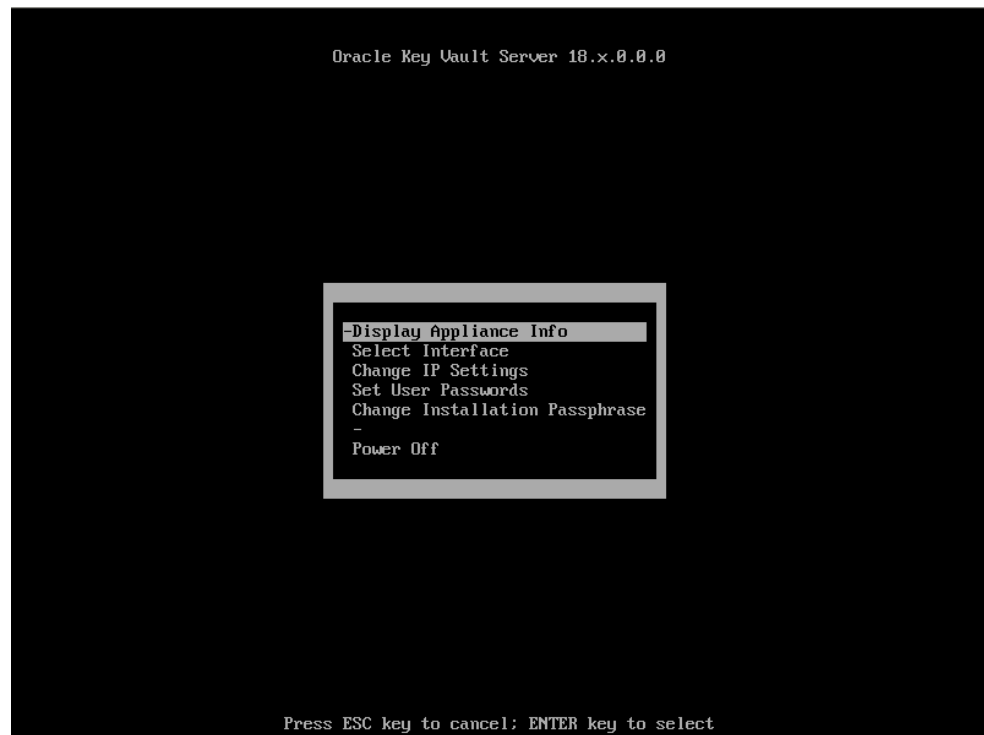 Oracle Key Vault Server 18.x.0.0.0
-Display Appliance Info
Select Interface
Change IP Settings
Set User Passwords
Change Installation Passphrase
-
Power Off
Press ESC key to cancel; ENTER key to select